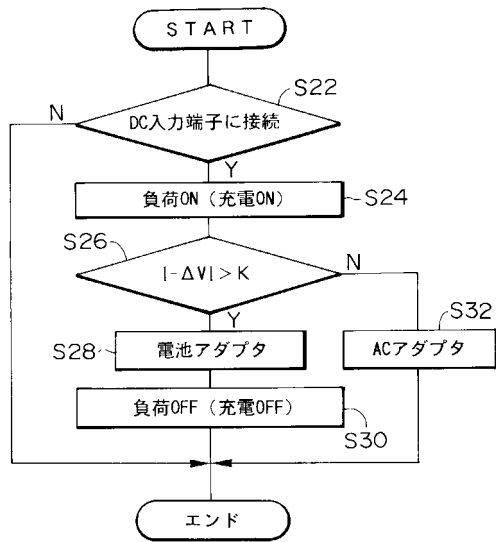 START
S22
N
DC入力端子に接続
Y
負荷ON(充電ON)
S24
S26
|-ΔV|>K
N
Y
S32
S28
電池アダプタ
ACアダプタ
負荷OFF(充電OFF)
S30
エンド